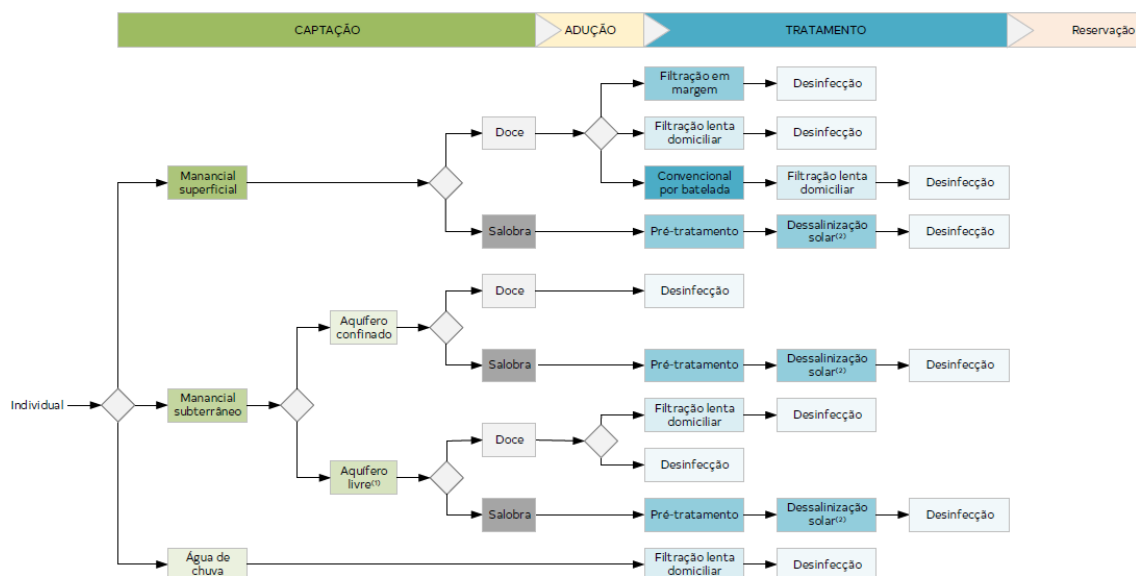 CAPTAÇÃO
ADUÇÃO
TRATAMENTO
Reservação
Filtração em
margem
Desinfecção
Doce
Filtração lenta
domiciliar
Desinfecção
Manancial
superficial
Convencional
por batelada
Filtração lenta
domiciliar
Desinfecção
Salobra
Pré-tratamento
Dessalinização
solar⁽²⁾
Desinfecção
Doce
Desinfecção
Aquífero
confinado
Salobra
Pré-tratamento
Dessalinização
solar⁽²⁾
Desinfecção
Individual
Manancial
subterrâneo
Filtração lenta
domiciliar
Desinfecção
Doce
Desinfecção
Aquífero
livre⁽¹⁾
Salobra
Pré-tratamento
Dessalinização
solar⁽²⁾
Desinfecção
Água de
chuva
Filtração lenta
domiciliar
Desinfecção